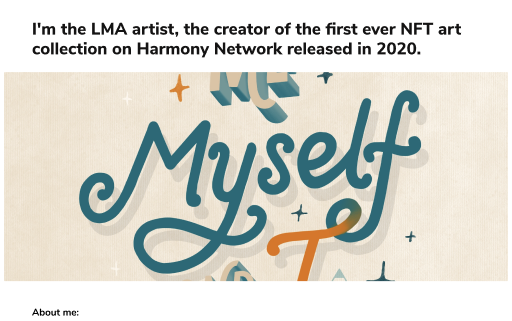 I'm the LMA artist, the creator of the first ever NFT art
collection on Harmony Network released in 2020.
Myself
About me: